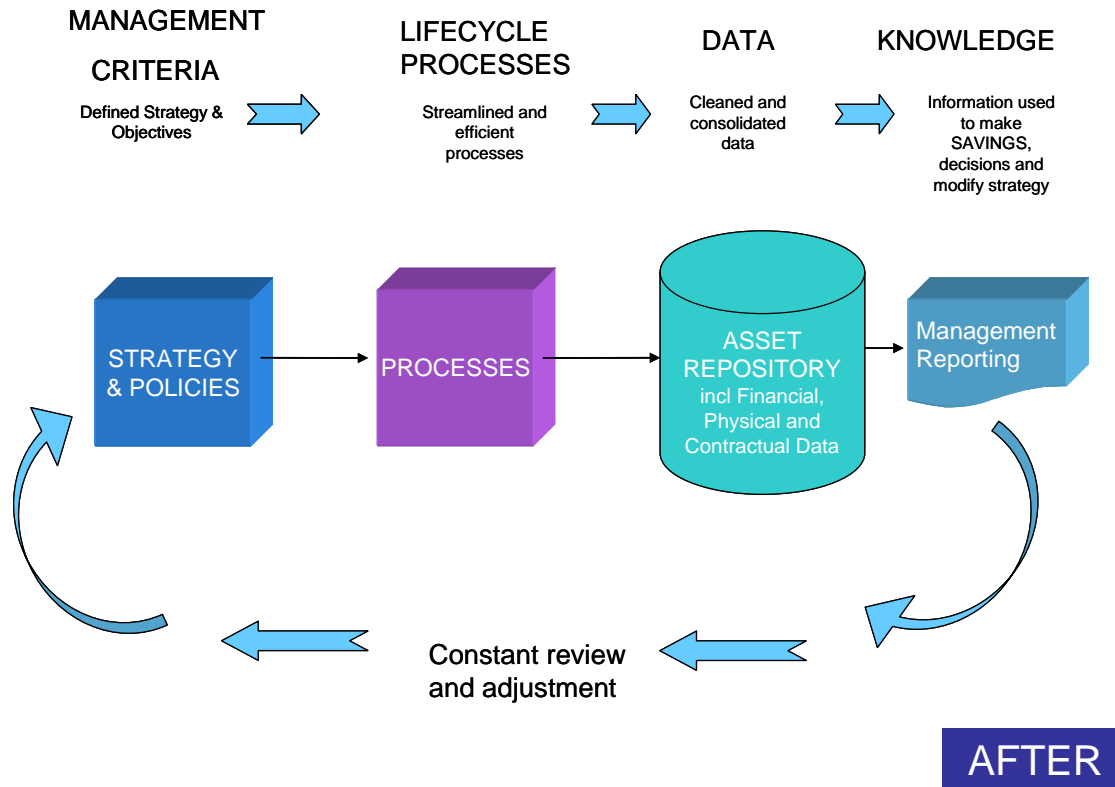 MANAGEMENT
CRITERIA
Defined Strategy &
Objectives
LIFECYCLE
PROCESSES
Streamlined and
efficient
processes
DATA
Cleaned and
consolidated
data
KNOWLEDGE
Information used
to make
SAVINGS,
decisions and
modify strategy
STRATEGY
& POLICIES
PROCESSES
ASSET
REPOSITORY
incl Financial,
Physical and
Contractual Data
Management
Reporting
Constant review
and adjustment
AFTER